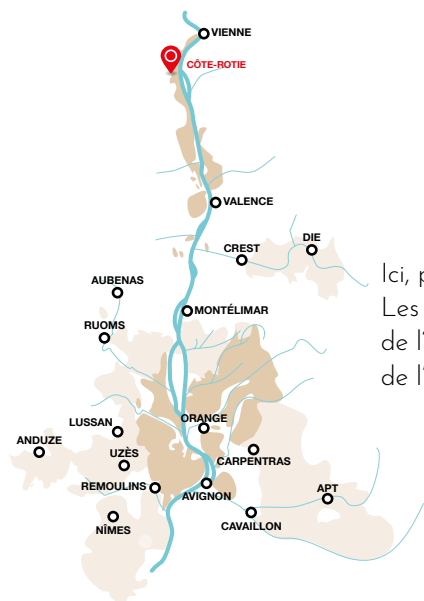 VIENNE
CÔTE-ROTIE
VALENCE
DIE
CREST
Ici, p
Les
de l'
de l'
AUBENAS
MONTÉLIMAR
RUOMS
ORANGE
LUSSAN
ANDUZE
UZÈS
CARPENTRAS
REMOULINS
AVIGNON
APT
NÎMES
CAVAILLON